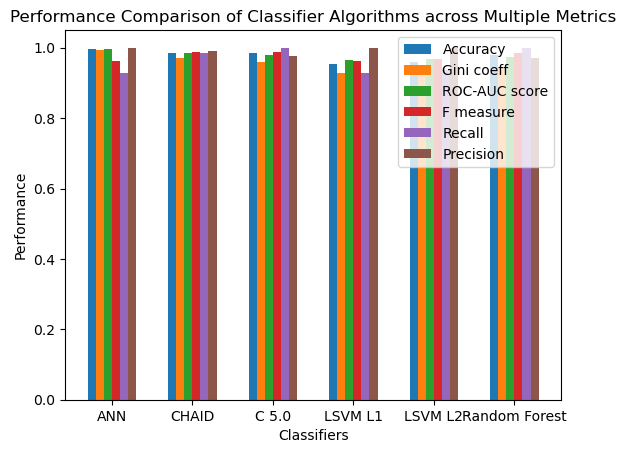 Performance Comparison of Classifier Algorithms across Multiple Metrics
1.0
0.8
0.6
0.4
0.2
0.0
Performance
Accuracy
Gini coeff
ROC-AUC score
F measure
Recall
Precision
ANN CHAID C 5.0 LSVM L1 LSVM L2 Random Forest
Classifiers